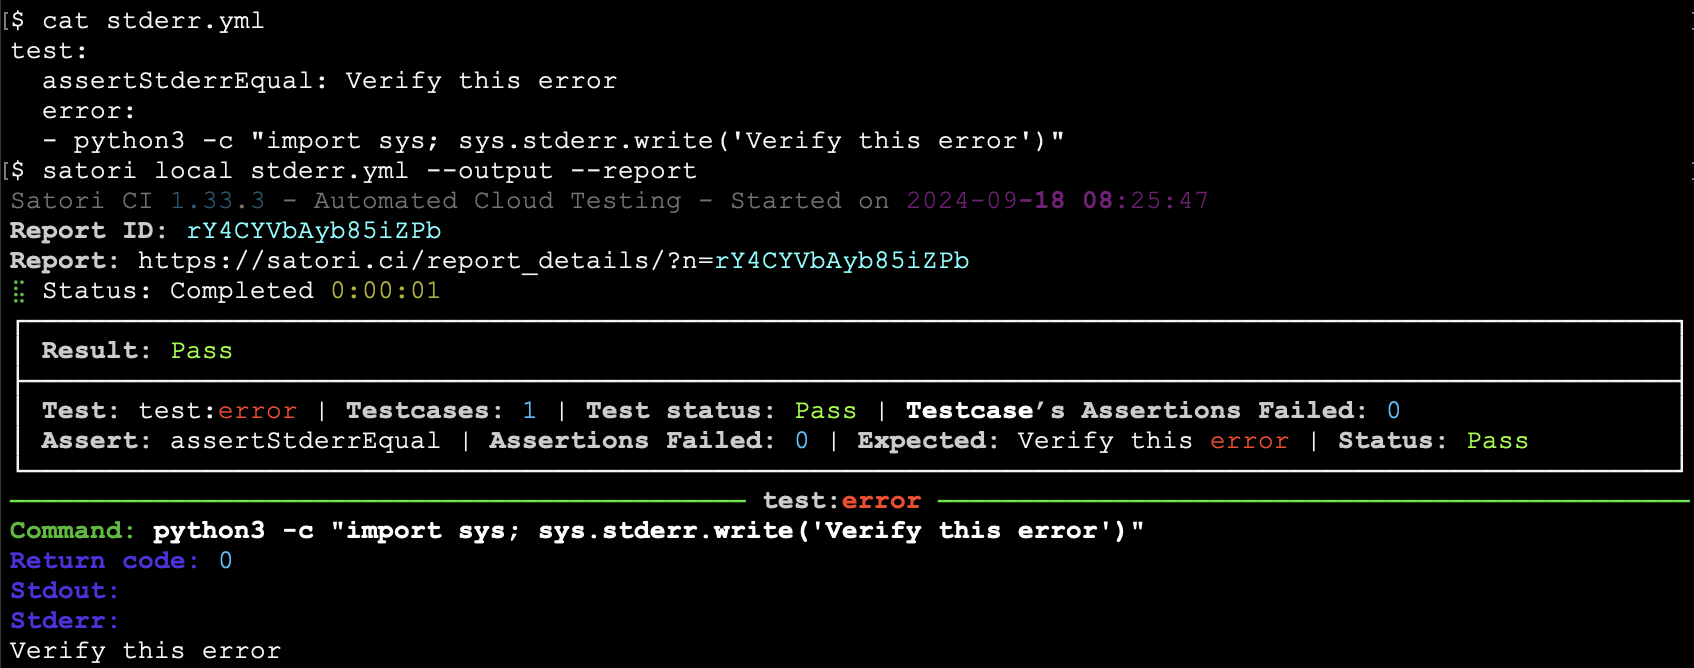 [$ cat stderr.yml
test:
  assertStderrEqual: Verify this error
  error:
  - python3 -c "import sys; sys.stderr.write('Verify this error')"
[$ satori local stderr.yml --output --report
Satori CI 1.33.3 - Automated Cloud Testing - Started on 2024-09-18 08:25:47
Report ID: rY4CYVbAyb85iZPb
Report: https://satori.ci/report_details/?n=rY4CYVbAyb85iZPb
⣯ Status: Completed 0:00:01
Result: Pass
Test: test:error | Testcases: 1 | Test status: Pass | Testcase’s Assertions Failed: 0
Assert: assertStderrEqual | Assertions Failed: 0 | Expected: Verify this error | Status: Pass
test:error
Command: python3 -c "import sys; sys.stderr.write('Verify this error')"
Return code: 0
Stdout:
Stderr:
Verify this error